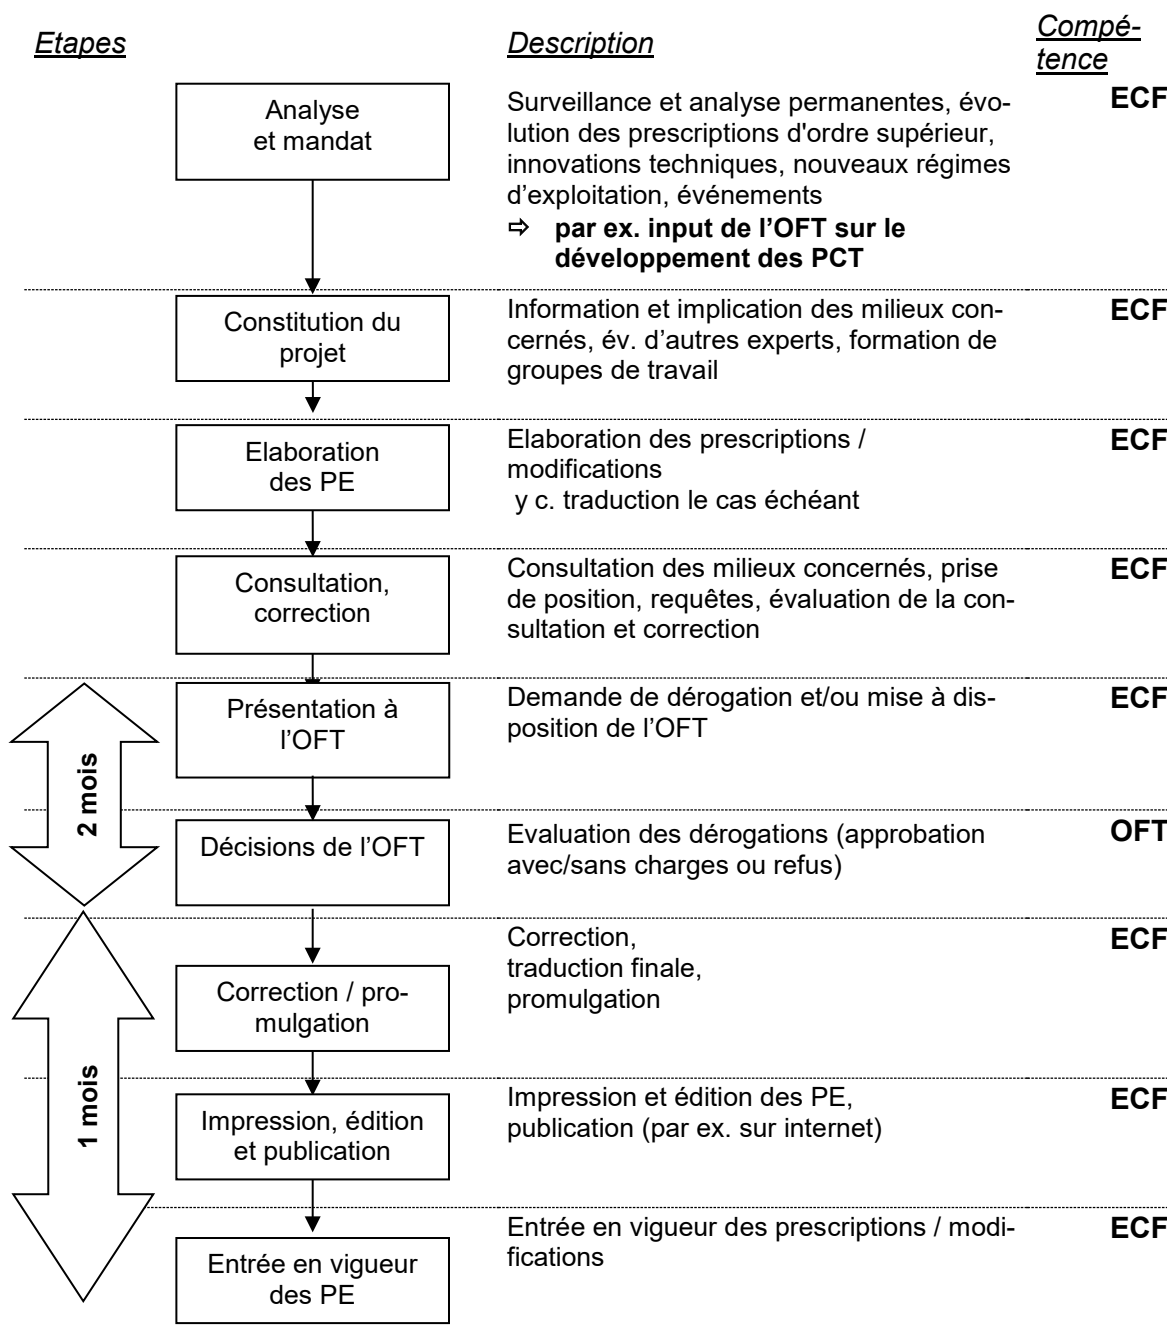 Etapes
Description
Compé-
tence
Analyse
et mandat
Surveillance et analyse permanentes, évo-
lution des prescriptions d'ordre supérieur,
innovations techniques, nouveaux régimes
d’exploitation, événements
⇨ par ex. input de l’OFT sur le
développement des PCT
ECF
Constitution du
projet
Information et implication des milieux con-
cernés, év. d’autres experts, formation de
groupes de travail
ECF
Elaboration
des PE
Elaboration des prescriptions /
modifications
y c. traduction le cas échéant
ECF
Consultation,
correction
Consultation des milieux concernés, prise
de position, requêtes, évaluation de la con-
sultation et correction
ECF
2 mois
Présentation à
l’OFT
Demande de dérogation et/ou mise à dis-
position de l’OFT
ECF
Décisions de l’OFT
Evaluation des dérogations (approbation
avec/sans charges ou refus)
OFT
1 mois
Correction / pro-
mulgation
Correction,
traduction finale,
promulgation
ECF
Impression, édition
et publication
Impression et édition des PE,
publication (par ex. sur internet)
ECF
Entrée en vigueur
des PE
Entrée en vigueur des prescriptions / modi-
fications
ECF